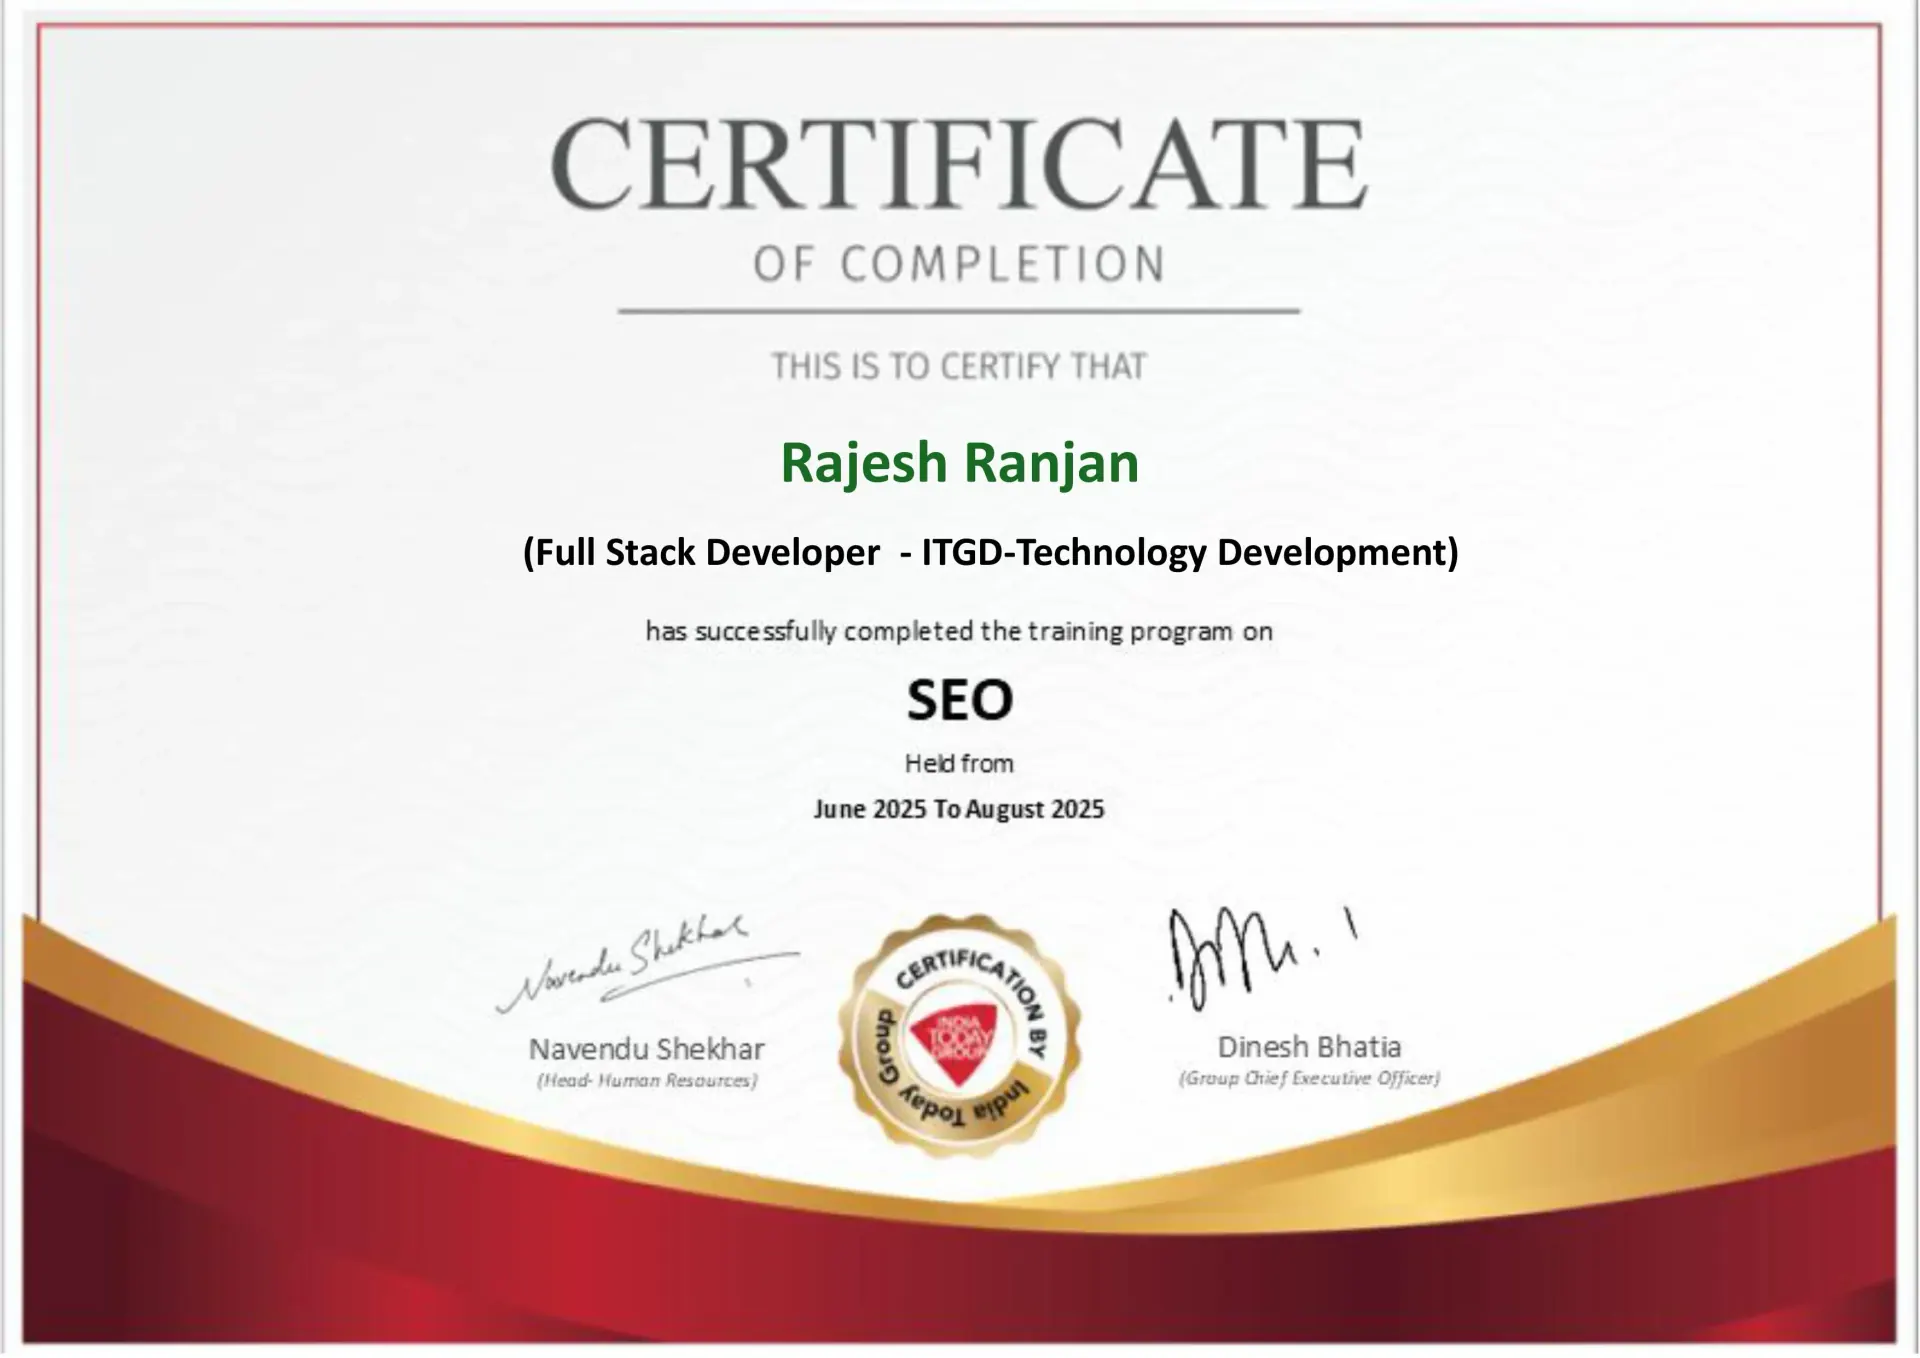 CERTIFICATE
OF COMPLETION
THIS IS TO CERTIFY THAT
Rajesh Ranjan
(Full Stack Developer - ITGD-Technology Development)
has successfully completed the training program on
SEO
Held from
June 2025 To August 2025
Navendu Shekhar
Navendu Shekhar
(Head- Human Resources)
CERTIFICATION BY
India Today Group
INDIA
TODAY
GROUP
Dinesh Bhatia
(Group Chief Executive Officer)